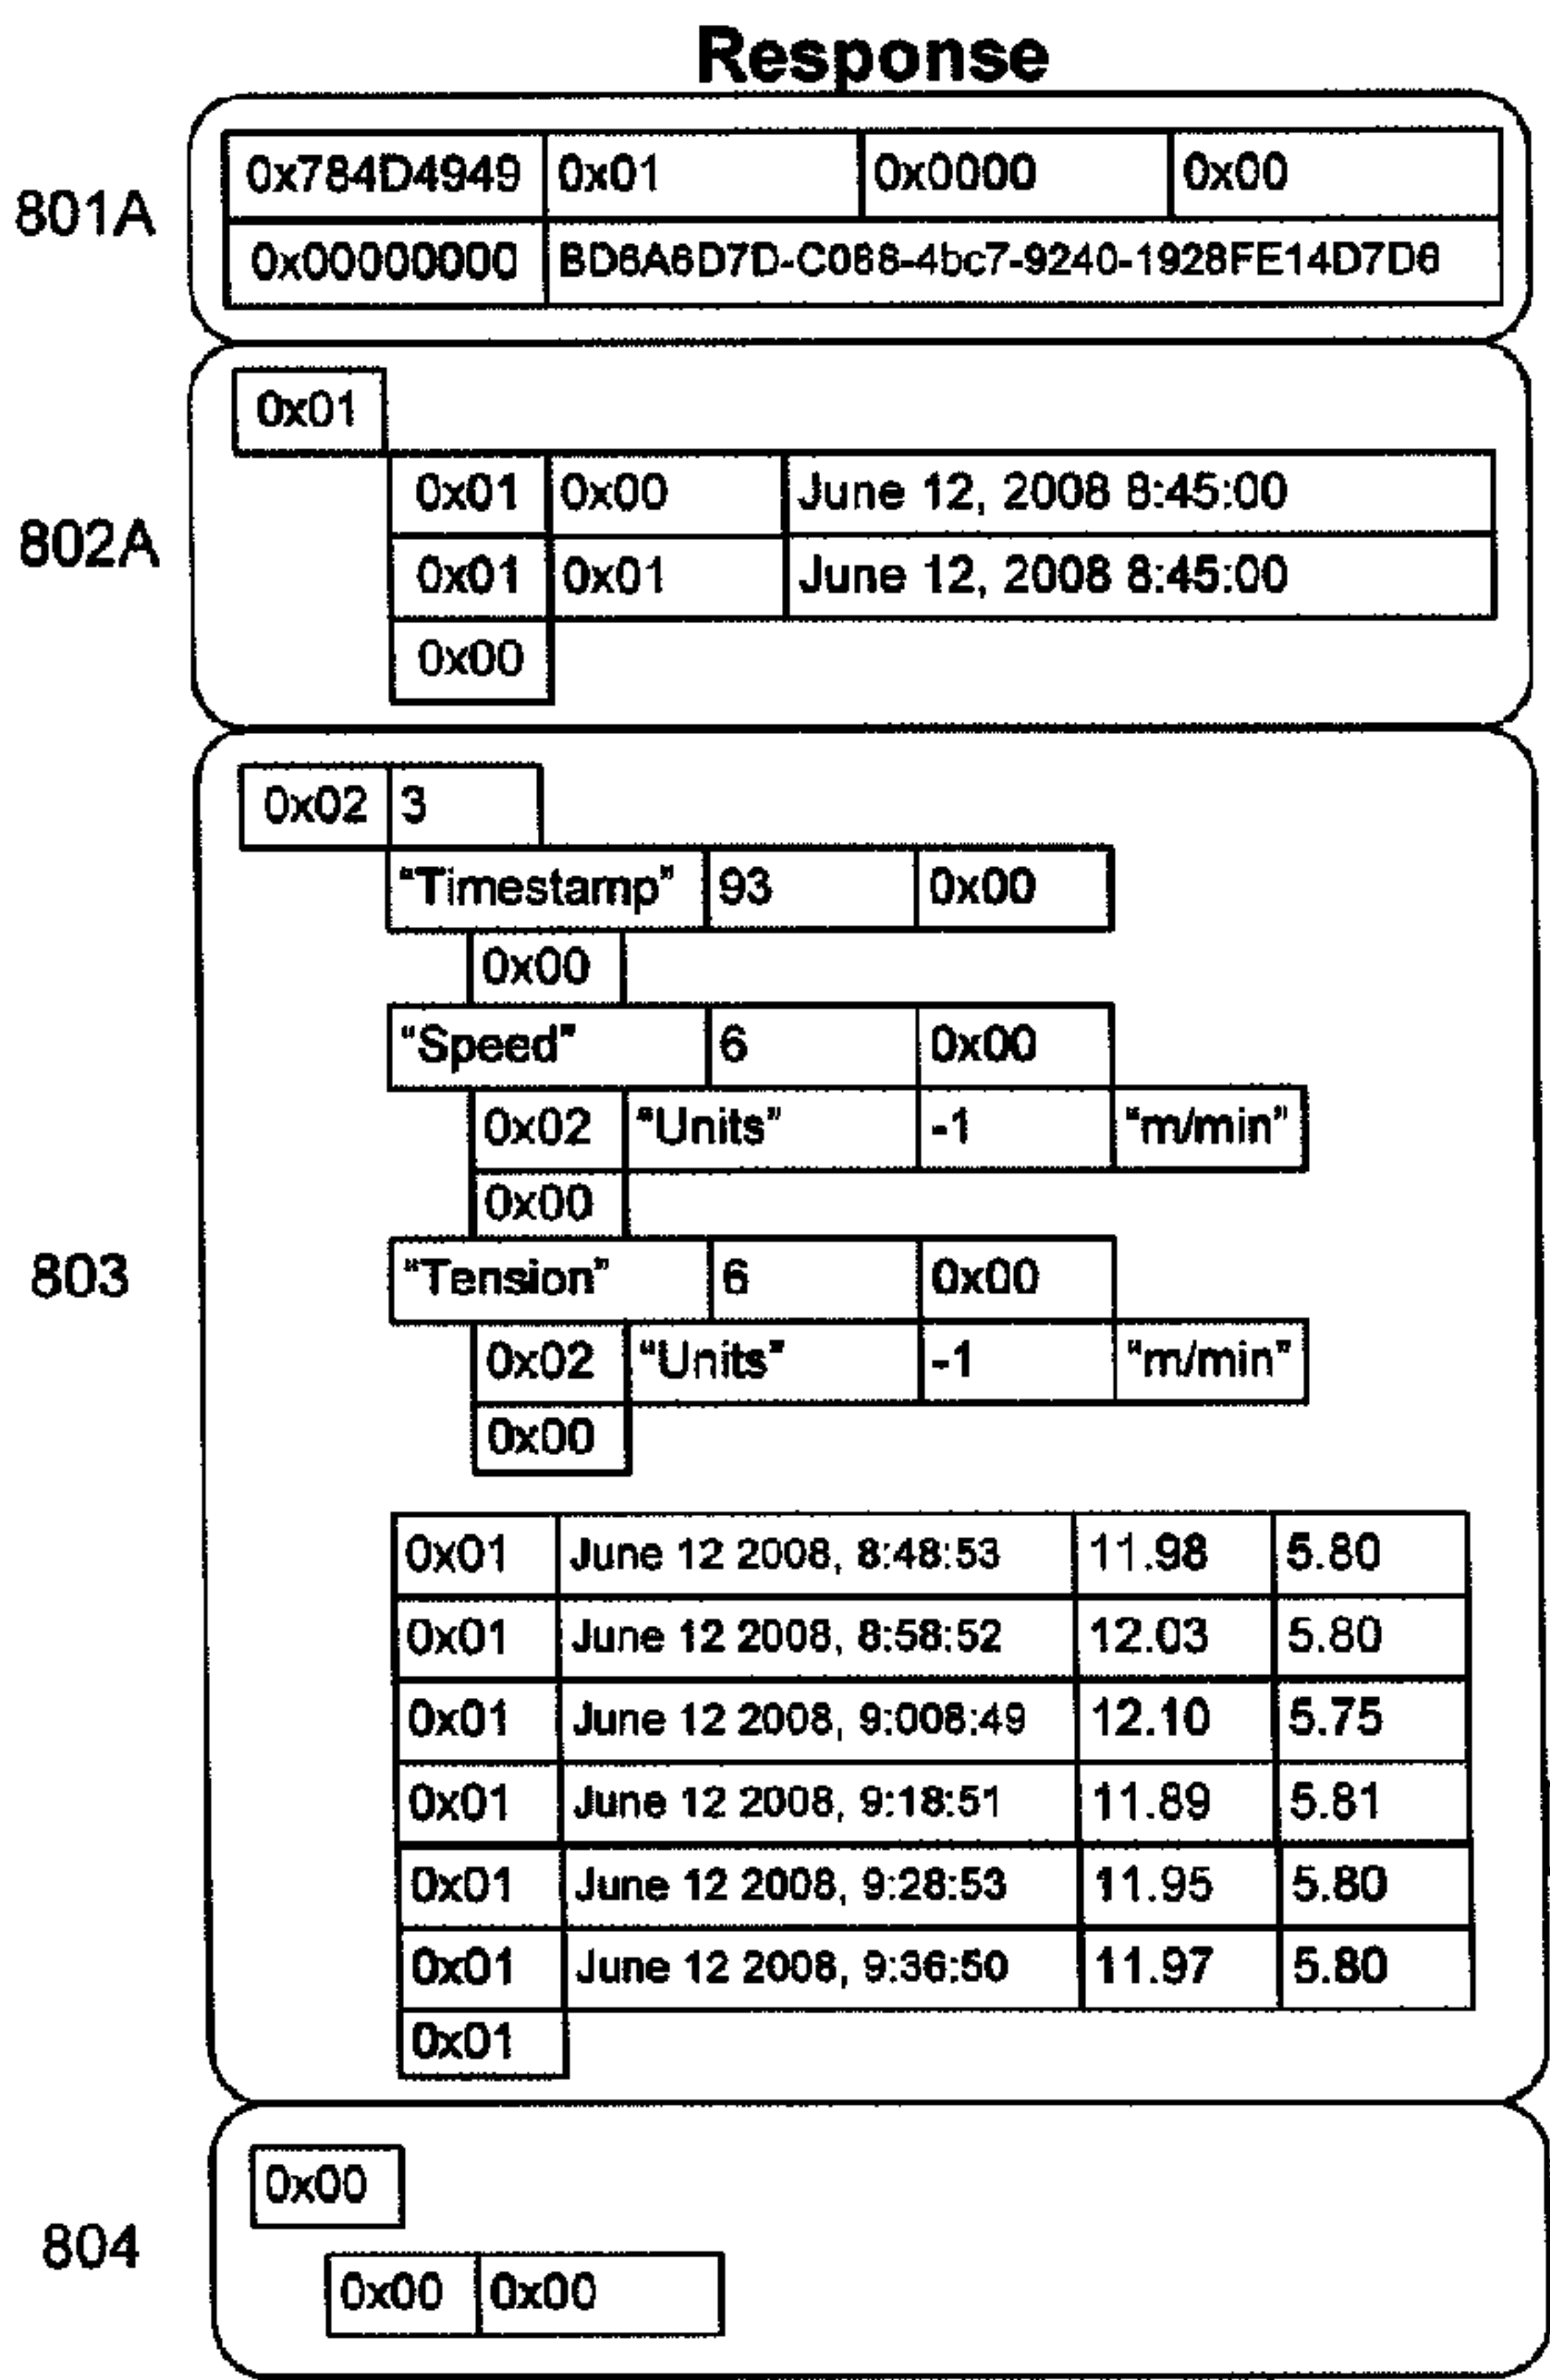 Response
801A
0x784D4949 0x01 0x0000 0x00
0x00000000 BD6A6D7D-C068-4bc7-9240-1928FE14D7D6
802A
0x01
0x01 0x00 June 12, 2008 8:45:00
0x01 0x01 June 12, 2008 8:45:00
0x00
803
0x02 3
"Timestamp" 93 0x00
0x00
"Speed" 6 0x00
0x02 "Units" -1 "m/min"
0x00
"Tension" 6 0x00
0x02 "Units" -1 "m/min"
0x00
0x01 June 12 2008, 8:48:53 11.98 5.80
0x01 June 12 2008, 8:58:52 12.03 5.80
0x01 June 12 2008, 9:008:49 12.10 5.75
0x01 June 12 2008, 9:18:51 11.89 5.81
0x01 June 12 2008, 9:28:53 11.95 5.80
0x01 June 12 2008, 9:36:50 11.97 5.80
0x01
804
0x00
0x00 0x00